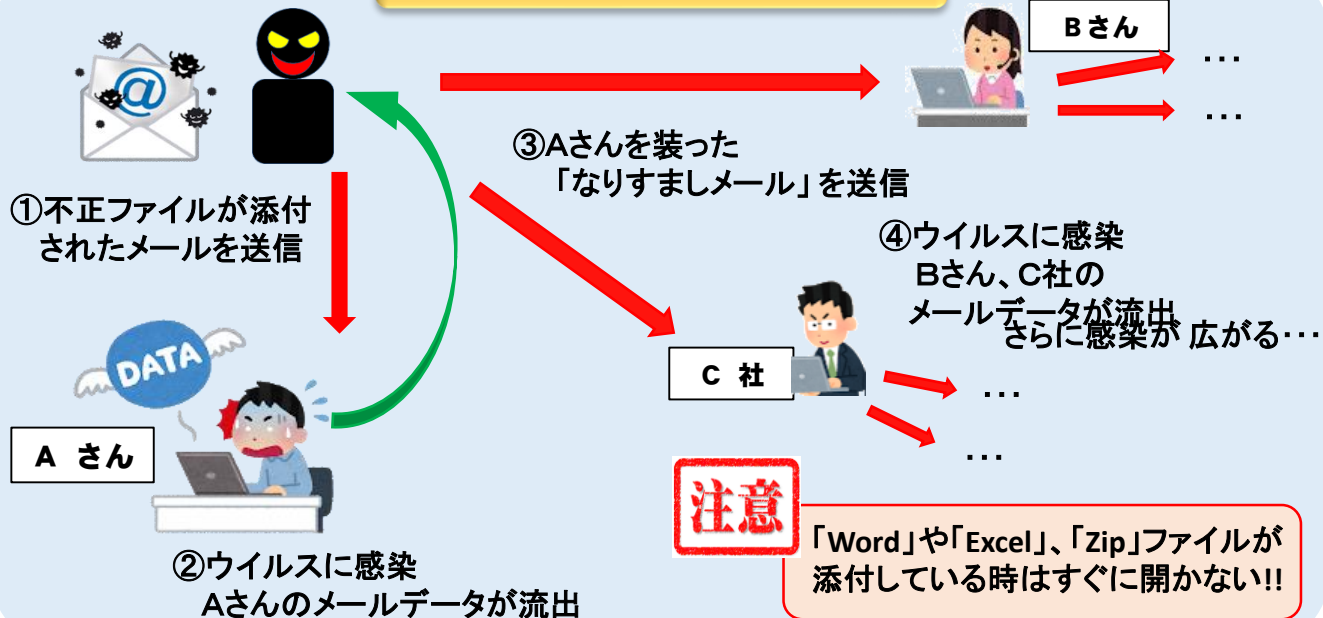 ①不正ファイルが添付
されたメールを送信
Aさん
②ウイルスに感染
Aさんのメールデータが流出
DATA
@
③Aさんを装った
「なりすましメール」を送信
Bさん
…
…
④ウイルスに感染
Bさん、C社の
メールデータが流出
さらに感染が 広がる…
C 社
…
…
注意
「Word」や「Excel」、「Zip」ファイルが
添付している時はすぐに開かない!!